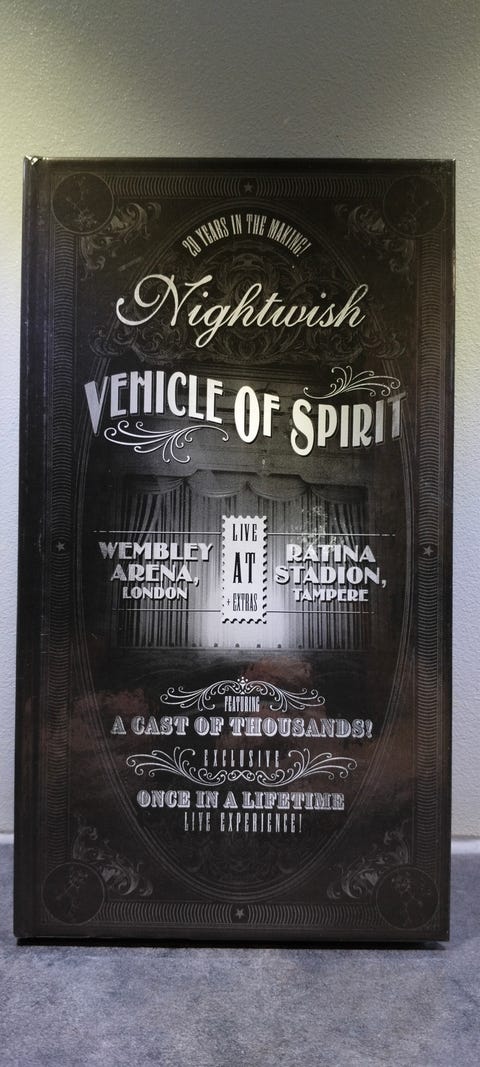 20 YEARS IN THE MAKING!
Nightwish
VEHICLE OF SPIRIT
LIVE
AT
+ EXTRAS
WEMBLEY
ARENA,
LONDON
RATINA
STADION,
TAMPERE
FEATURING
A CAST OF THOUSANDS!
EXCLUSIVE
ONCE IN A LIFETIME
LIVE EXPERIENCE!